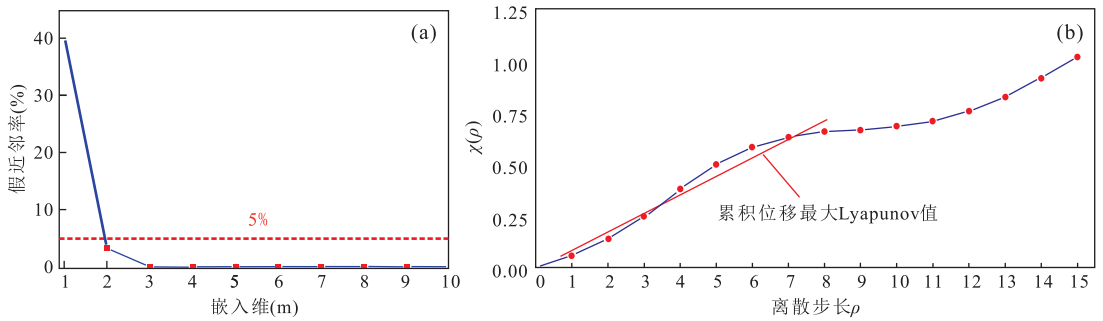 (a)
40
30
20
10
0
假近邻率(%)
5%
1 2 3 4 5 6 7 8 9 10
嵌入维(m)
(b)
1.25
1.00
0.75
0.50
0.25
0.00
χ(ρ)
累积位移最大Lyapunov值
0 1 2 3 4 5 6 7 8 9 10 11 12 13 14 15
离散步长ρ